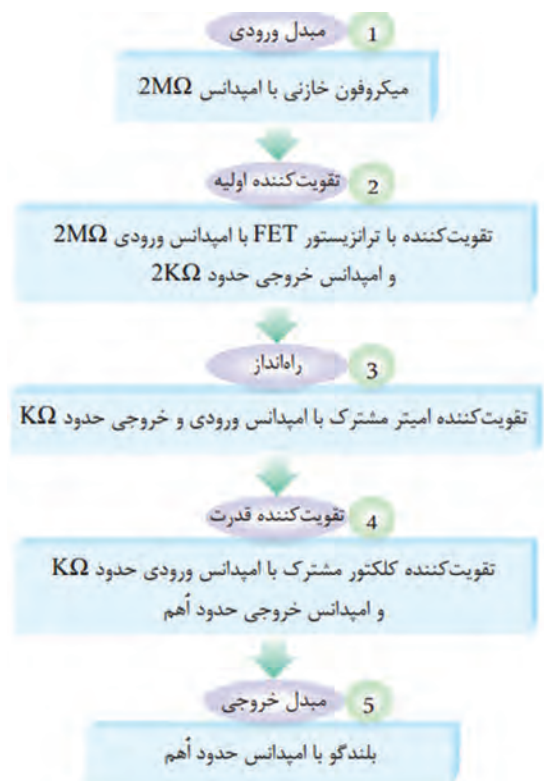 1 مبدل ورودی
میکروفون خازنی با امپدانس 2MΩ
2 تقویت‌کننده اولیه
تقویت‌کننده با ترانزیستور FET با امپدانس ورودی 2MΩ
و امپدانس خروجی حدود 2KΩ
3 راه‌انداز
تقویت‌کننده امیتر مشترک با امپدانس ورودی و خروجی حدود KΩ
4 تقویت‌کننده قدرت
تقویت‌کننده کلکتور مشترک با امپدانس ورودی حدود KΩ
و امپدانس خروجی حدود اُهم
5 مبدل خروجی
بلندگو با امپدانس حدود اُهم